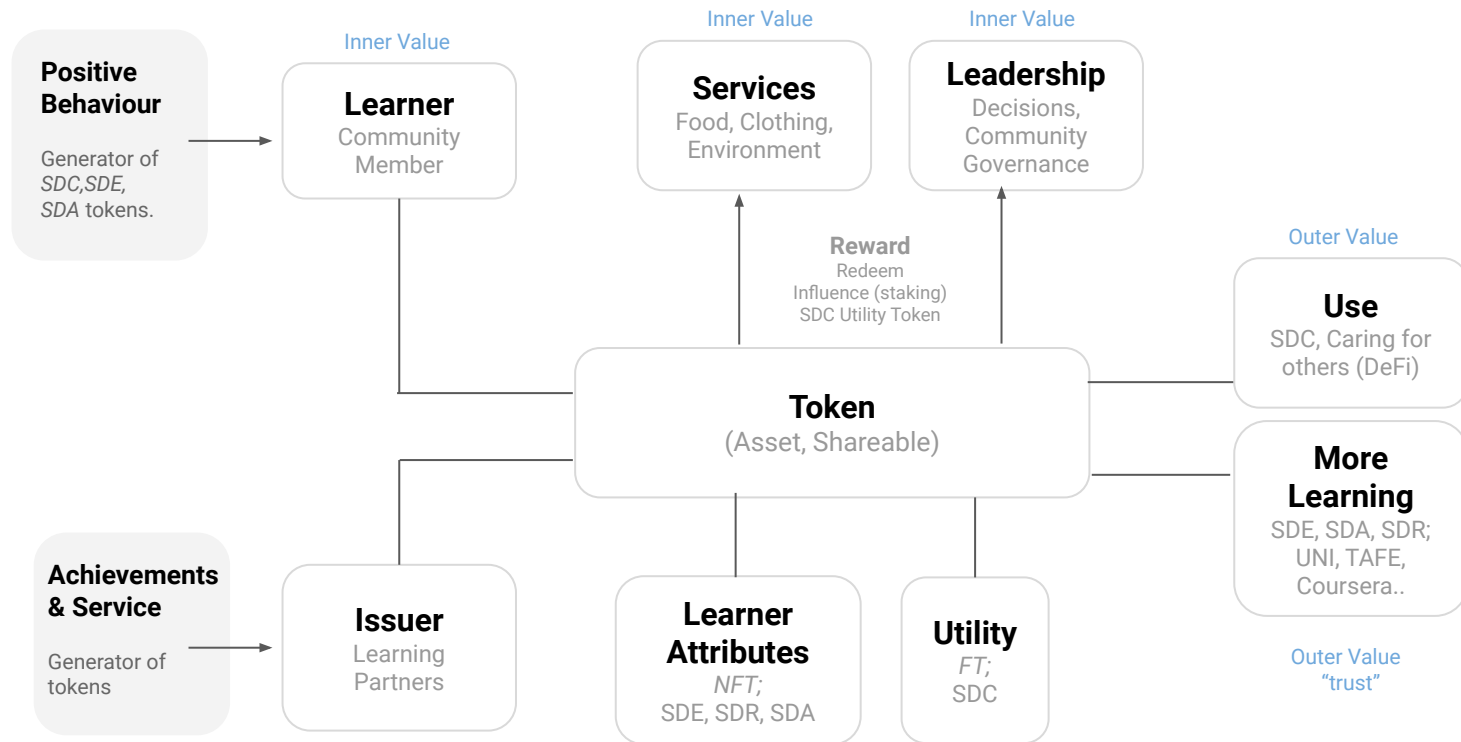 Positive
Behaviour
Generator of
SDC,SDE,
SDA tokens.
Inner Value
Learner
Community
Member
Inner Value
Services
Food, Clothing,
Environment
Inner Value
Leadership
Decisions,
Community
Governance
Reward
Redeem
Influence (staking)
SDC Utility Token
Outer Value
Use
SDC, Caring for
others (DeFi)
Token
(Asset, Shareable)
More
Learning
SDE, SDA, SDR;
UNI, TAFE,
Coursera..
Outer Value
“trust”
Achievements
& Service
Generator of
tokens
Issuer
Learning
Partners
Learner
Attributes
NFT;
SDE, SDR, SDA
Utility
FT;
SDC